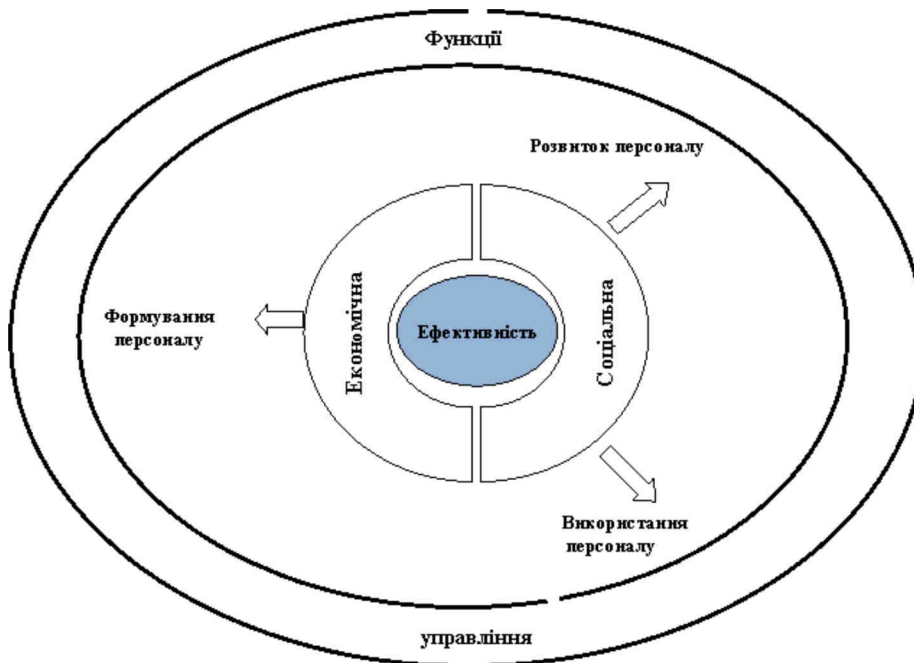 Функції
Розвиток персоналу
Економічна
Ефективність
Соціальна
Формування
персоналу
Використання
персоналу
управління